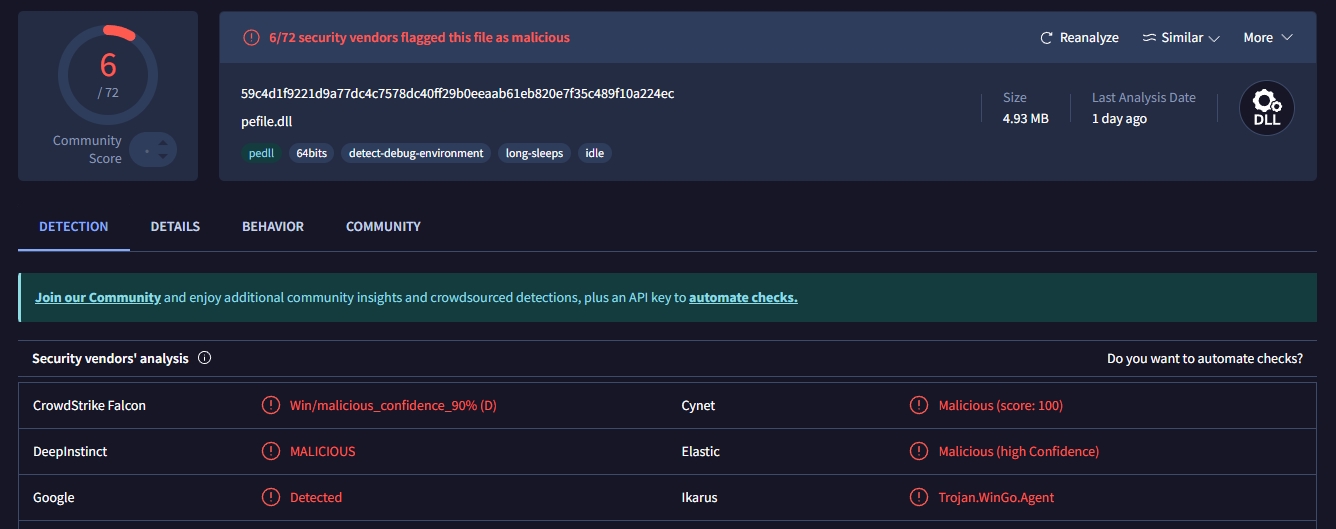 6
/ 72
Community Score
-
6/72 security vendors flagged this file as malicious
Reanalyze
Similar
More
59c4d1f9221d9a77dc4c7578dc40ff29b0eeaab61eb820e7f35c489f10a224ec
pefile.dll
pedll 64bits detect-debug-environment long-sleeps idle
Size
4.93 MB
Last Analysis Date
1 day ago
DLL
DETECTION DETAILS BEHAVIOR COMMUNITY
Join our Community and enjoy additional community insights and crowdsourced detections, plus an API key to automate checks.
Security vendors' analysis
Do you want to automate checks?
CrowdStrike Falcon Win/malicious_confidence_90% (D) Cynet Malicious (score: 100)
DeepInstinct MALICIOUS Elastic Malicious (high Confidence)
Google Detected Ikarus Trojan.WinGo.Agent